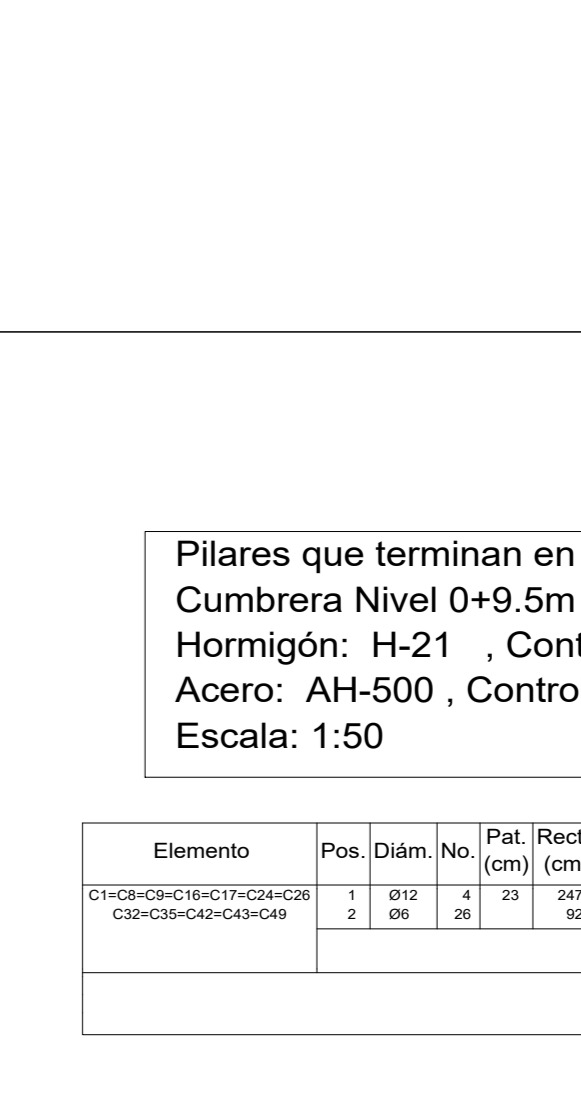 Pilares que terminan en
Cumbrera Nivel 0+9.5m
Hormigón: H-21 , Cont
Acero: AH-500 , Contro
Escala: 1:50
Elemento Pos. Diám. No. Pat. (cm) Rect (cm
C1=C8=C9=C16=C17=C24=C26 1 Ø12 4 23 247
C32=C35=C42=C43=C49 2 Ø6 26 92